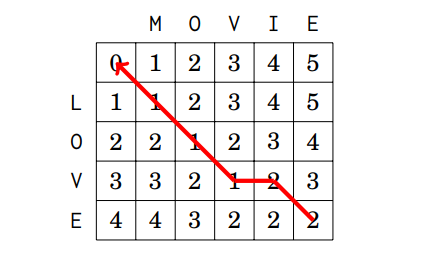 M O V I E
0 1 2 3 4 5
L 1 1 2 3 4 5
O 2 2 1 2 3 4
V 3 3 2 1 2 3
E 4 4 3 2 2 2